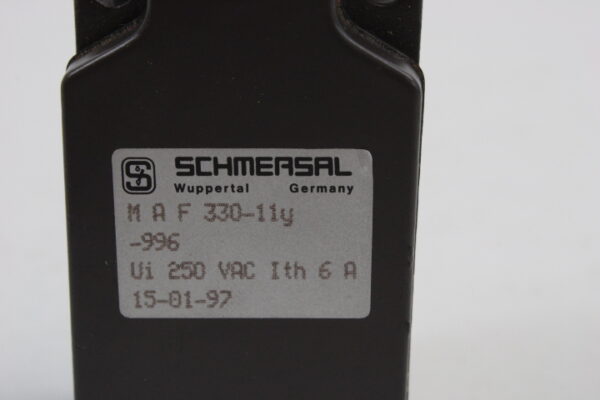 SCHMERSAL
Wuppertal Germany
M A F 330-11y
-996
Ui 250 VAC Ith 6 A
15-01-97